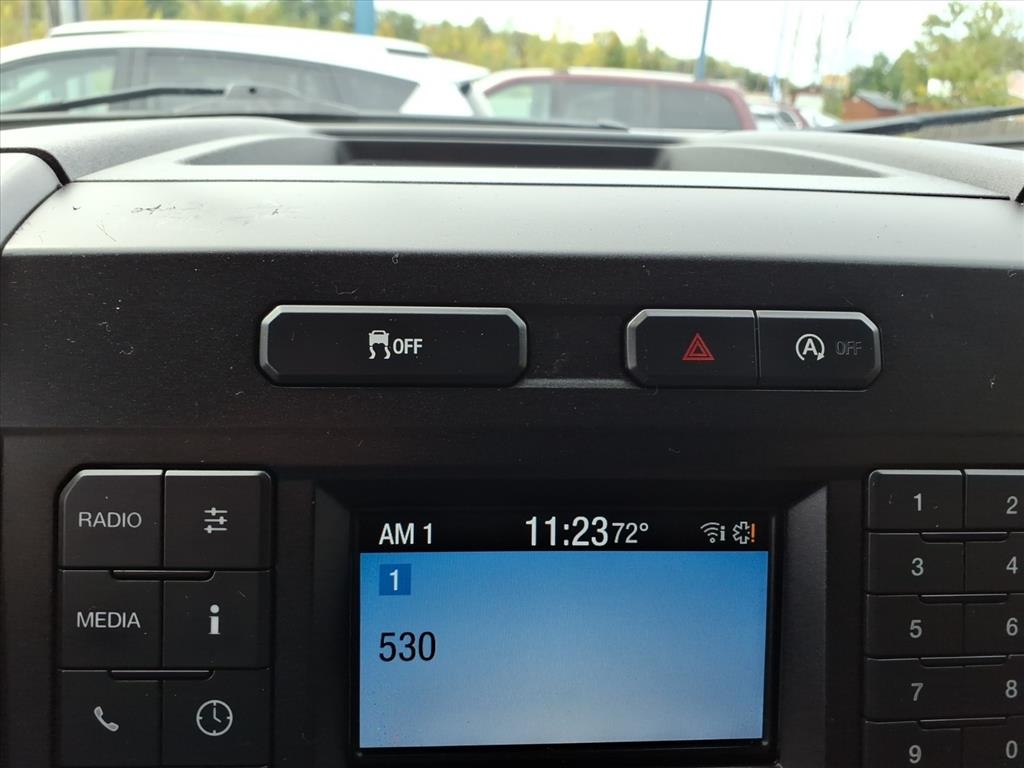 OFF
A OFF
RADIO
MEDIA
i
AM 1 11:23 72° i
1
530
1 2
3 4
5 6
7 8
9 0